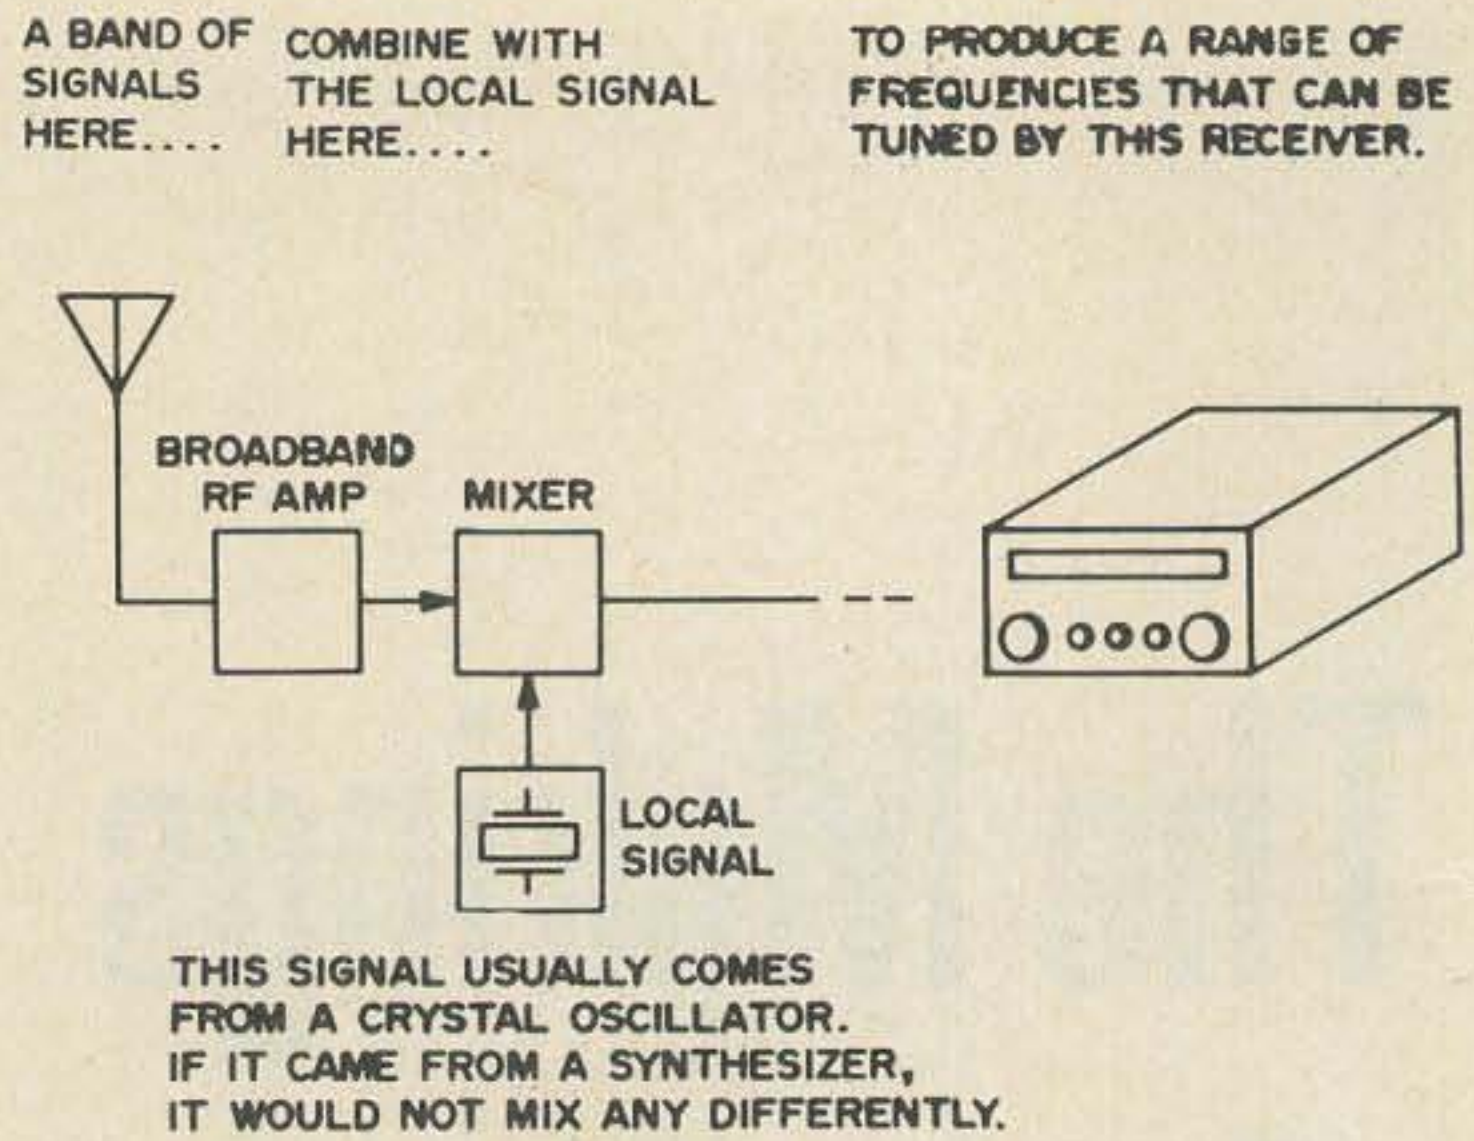 A BAND OF
SIGNALS
HERE....
COMBINE WITH
THE LOCAL SIGNAL
HERE....
TO PRODUCE A RANGE OF
FREQUENCIES THAT CAN BE
TUNED BY THIS RECEIVER.
BROADBAND
RF AMP
MIXER
LOCAL
SIGNAL
THIS SIGNAL USUALLY COMES
FROM A CRYSTAL OSCILLATOR.
IF IT CAME FROM A SYNTHESIZER,
IT WOULD NOT MIX ANY DIFFERENTLY.